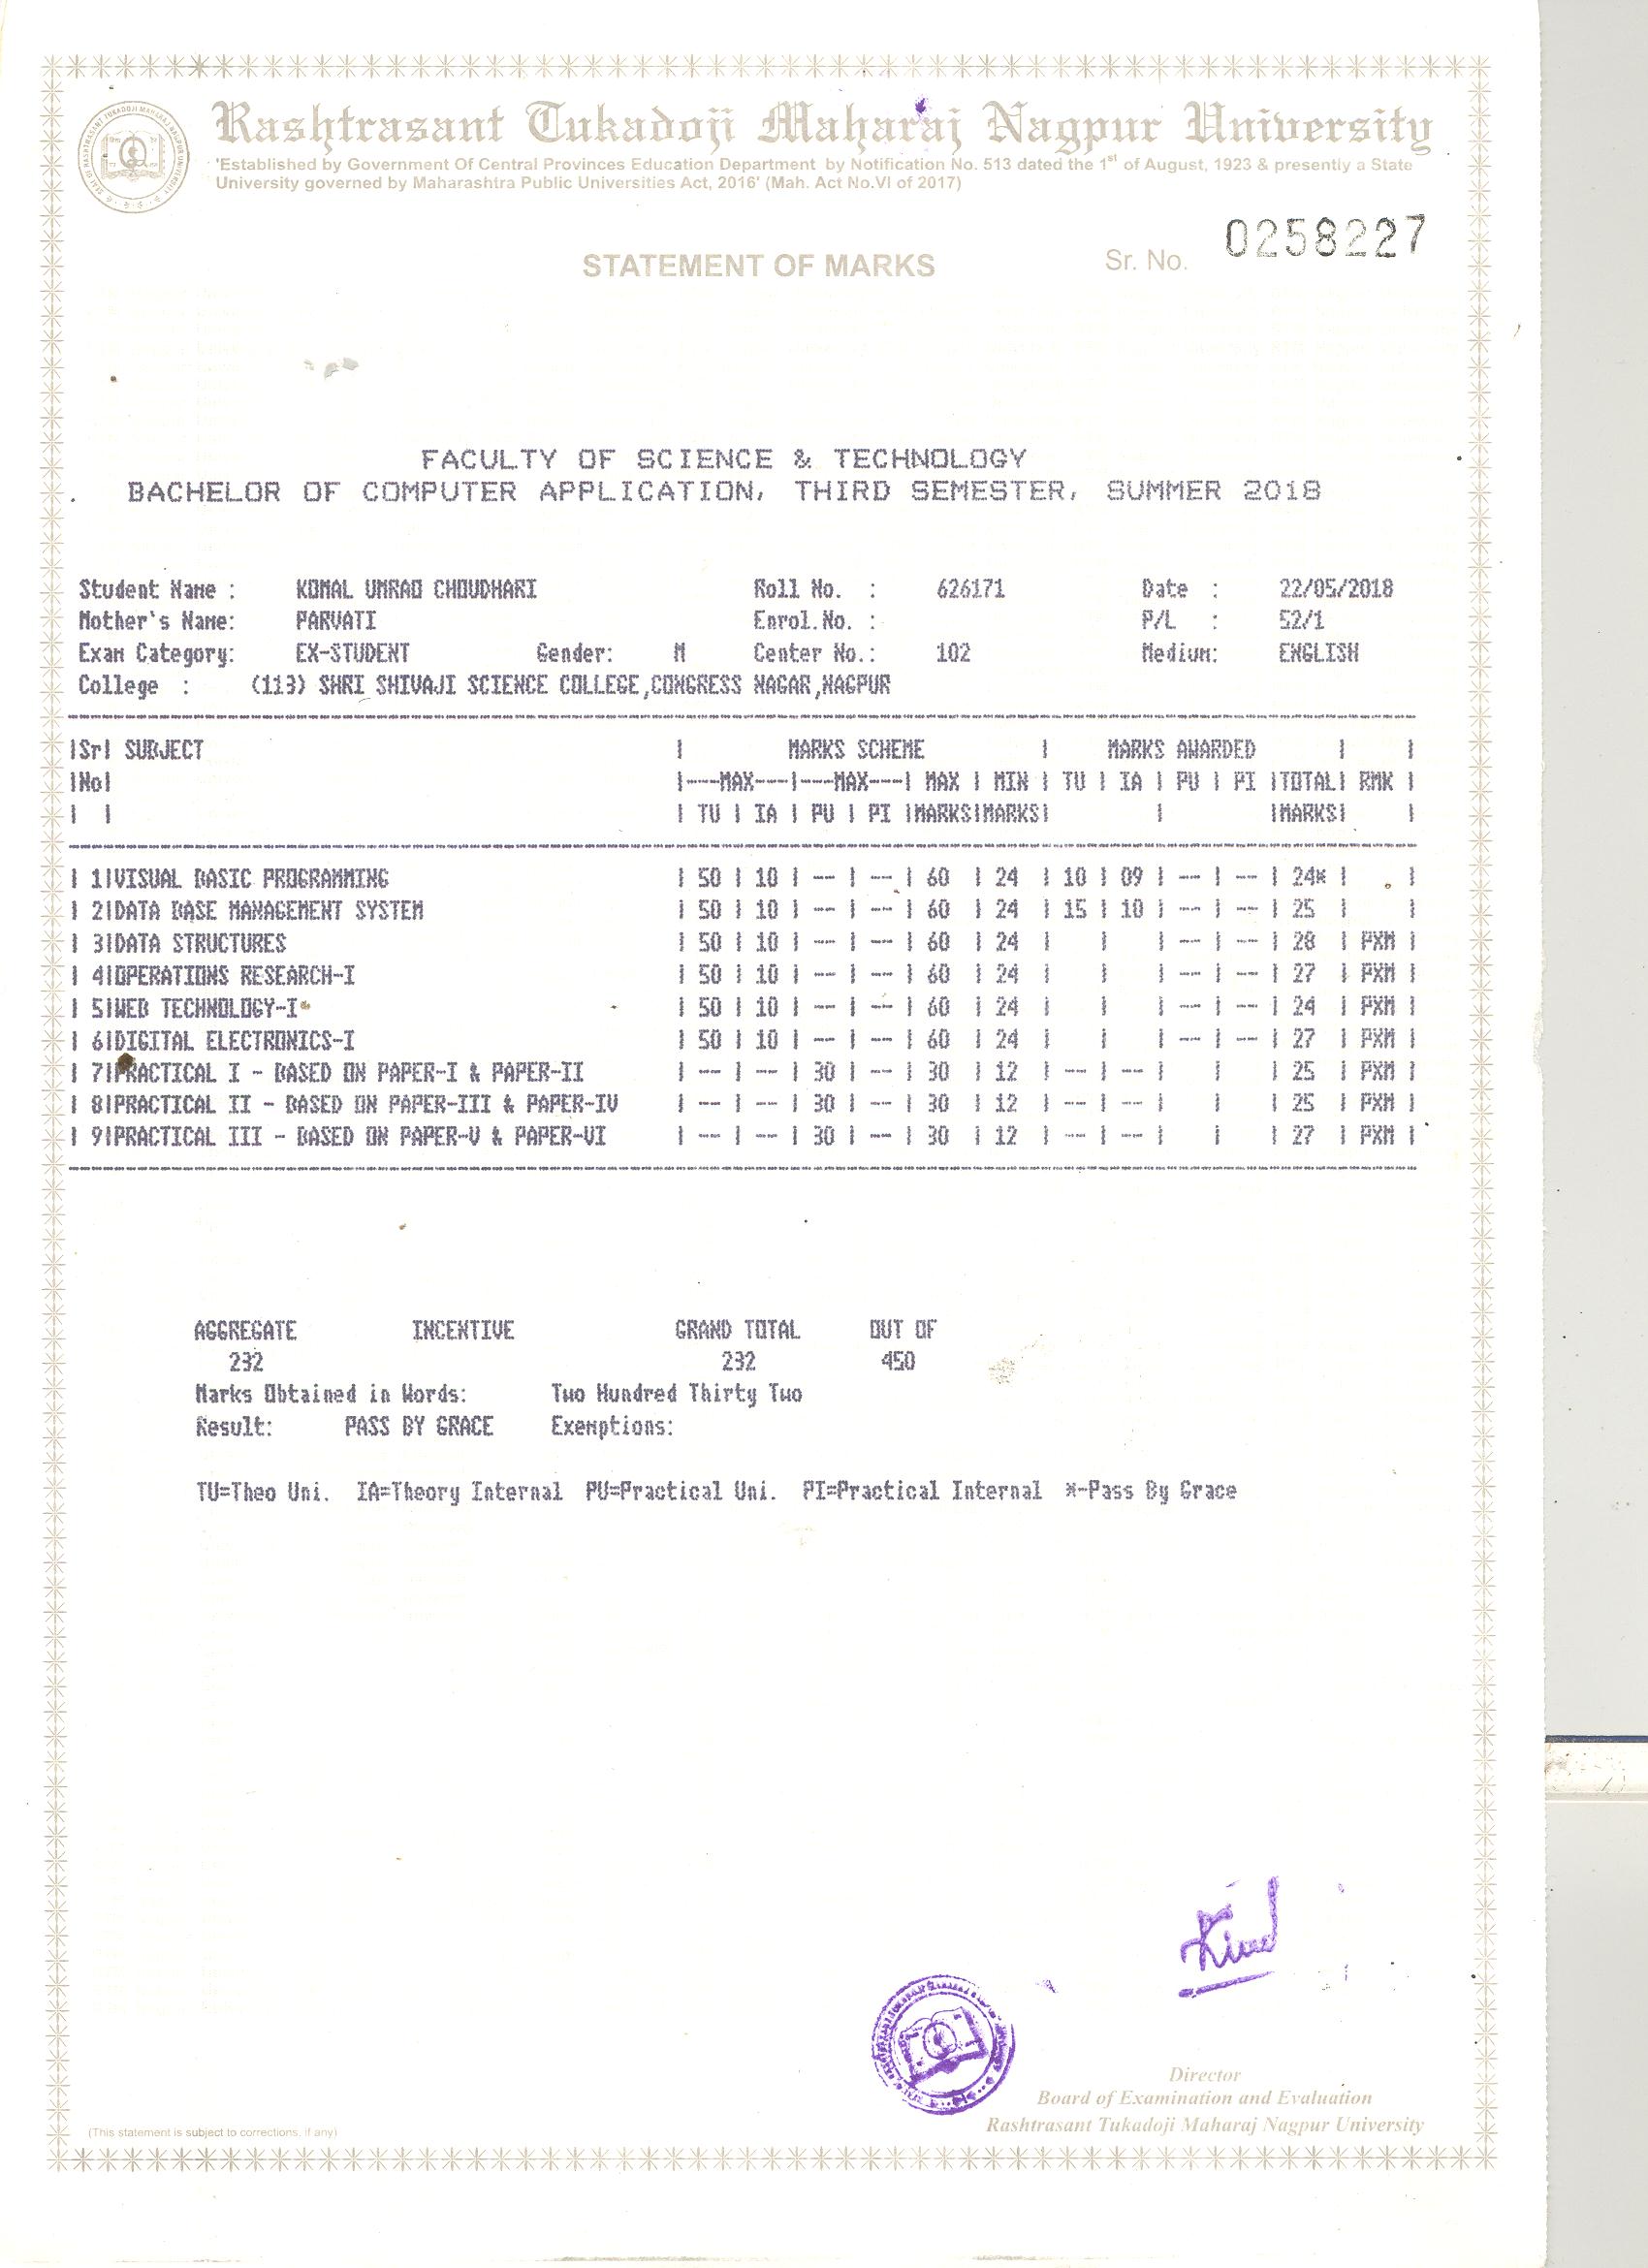 Rashtrasant Tukadoji Maharaj Nagpur University
'Established by Government Of Central Provinces Education Department by Notification No. 513 dated the 1st of August, 1923 & presently a State
University governed by Maharashtra Public Universities Act, 2016' (Mah. Act No.VI of 2017)
STATEMENT OF MARKS Sr. No. 0258227
FACULTY OF SCIENCE & TECHNOLOGY
BACHELOR OF COMPUTER APPLICATION, THIRD SEMESTER, SUMMER 2018
Student Name : KOMAL UMRAO CHOUDHARI Roll No. : 626171 Date : 22/05/2018
Mother's Name: PARVATI Enrol.No. : P/L : 52/1
Exam Category: EX-STUDENT Gender: M Center No.: 102 Medium: ENGLISH
College : (113) SHRI SHIVAJI SCIENCE COLLEGE,CONGRESS NAGAR,NAGPUR
|Sr| SUBJECT | MARKS SCHEME | MARKS AWARDED | |
|No| |---MAX---|---MAX---| MAX | MIN | TU | IA | PU | PI |TOTAL| RMK |
| | | TU | IA | PU | PI |MARKS|MARKS| | |MARKS| |
| 1|VISUAL BASIC PROGRAMMING | 50 | 10 | -- | -- | 60 | 24 | 10 | 09 | -- | -- | 24* | |
| 2|DATA BASE MANAGEMENT SYSTEM | 50 | 10 | -- | -- | 60 | 24 | 15 | 10 | -- | -- | 25 | |
| 3|DATA STRUCTURES | 50 | 10 | -- | -- | 60 | 24 | | | -- | -- | 28 | PXM |
| 4|OPERATIONS RESEARCH-I | 50 | 10 | -- | -- | 60 | 24 | | | -- | -- | 27 | PXM |
| 5|WEB TECHNOLOGY-I | 50 | 10 | -- | -- | 60 | 24 | | | -- | -- | 24 | PXM |
| 6|DIGITAL ELECTRONICS-I | 50 | 10 | -- | -- | 60 | 24 | | | -- | -- | 27 | PXM |
| 7|PRACTICAL I - BASED ON PAPER-I & PAPER-II | -- | -- | 30 | -- | 30 | 12 | -- | -- | | | 25 | PXM |
| 8|PRACTICAL II - BASED ON PAPER-III & PAPER-IV | -- | -- | 30 | -- | 30 | 12 | -- | -- | | | 25 | PXM |
| 9|PRACTICAL III - BASED ON PAPER-V & PAPER-VI | -- | -- | 30 | -- | 30 | 12 | -- | -- | | | 27 | PXM |
AGGREGATE INCENTIVE GRAND TOTAL OUT OF
232 232 450
Marks Obtained in Words: Two Hundred Thirty Two
Result: PASS BY GRACE Exemptions:
TU=Theo Uni. IA=Theory Internal PU=Practical Uni. PI=Practical Internal *-Pass By Grace
Director
Board of Examination and Evaluation
Rashtrasant Tukadoji Maharaj Nagpur University
(This statement is subject to corrections, if any)